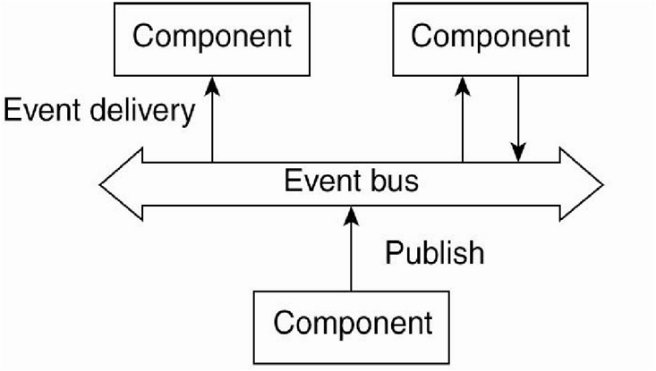 Component
Component
Event delivery
Event bus
Publish
Component